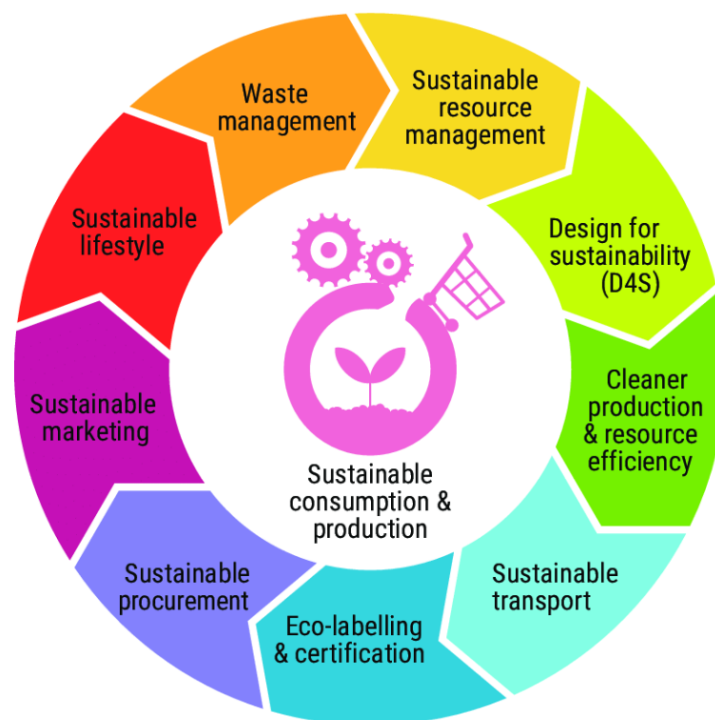 Sustainable
resource
management
Design for
sustainability
(D4S)
Cleaner
production
& resource
efficiency
Sustainable
transport
Eco-labelling
& certification
Sustainable
procurement
Sustainable
marketing
Sustainable
lifestyle
Waste
management
Sustainable
consumption &
production